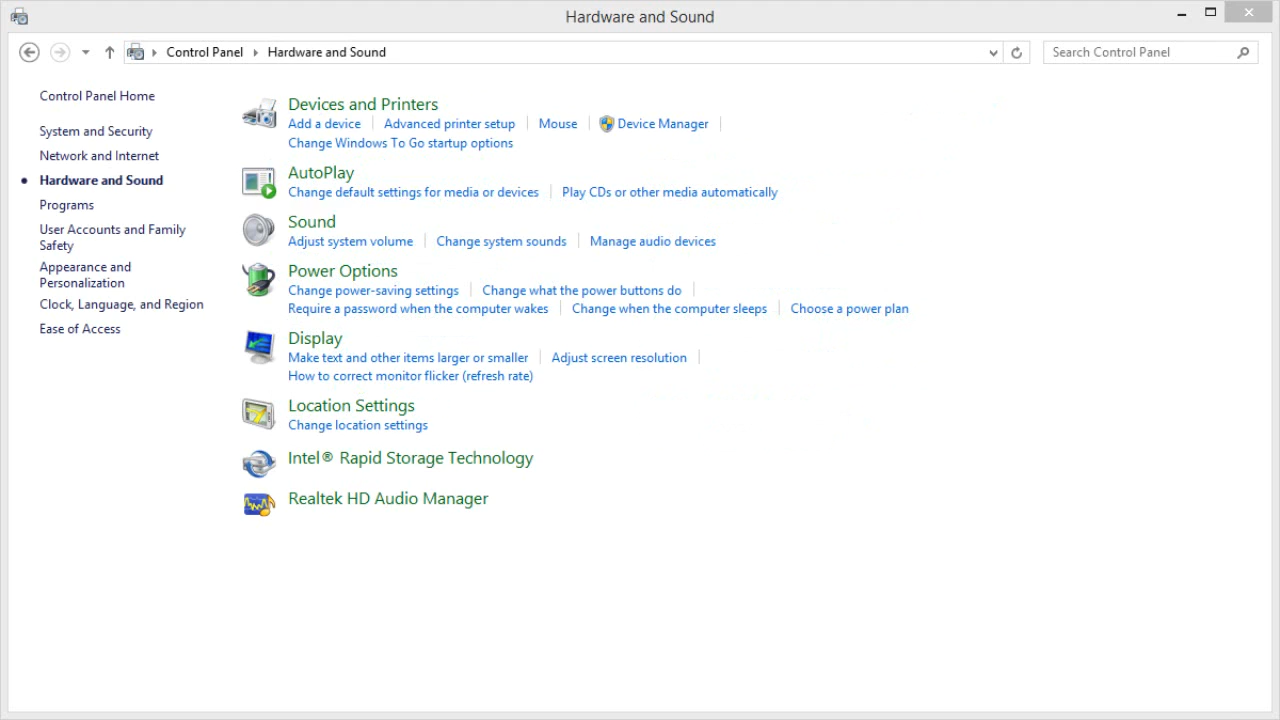 Hardware and Sound
Control Panel Hardware and Sound
Search Control Panel
Control Panel Home
System and Security
Network and Internet
Hardware and Sound
Programs
User Accounts and Family
Safety
Appearance and
Personalization
Clock, Language, and Region
Ease of Access
Devices and Printers
Add a device Advanced printer setup Mouse Device Manager
Change Windows To Go startup options
AutoPlay
Change default settings for media or devices Play CDs or other media automatically
Sound
Adjust system volume Change system sounds Manage audio devices
Power Options
Change power-saving settings Change what the power buttons do
Require a password when the computer wakes Change when the computer sleeps Choose a power plan
Display
Make text and other items larger or smaller Adjust screen resolution
How to correct monitor flicker (refresh rate)
Location Settings
Change location settings
Intel® Rapid Storage Technology
Realtek HD Audio Manager